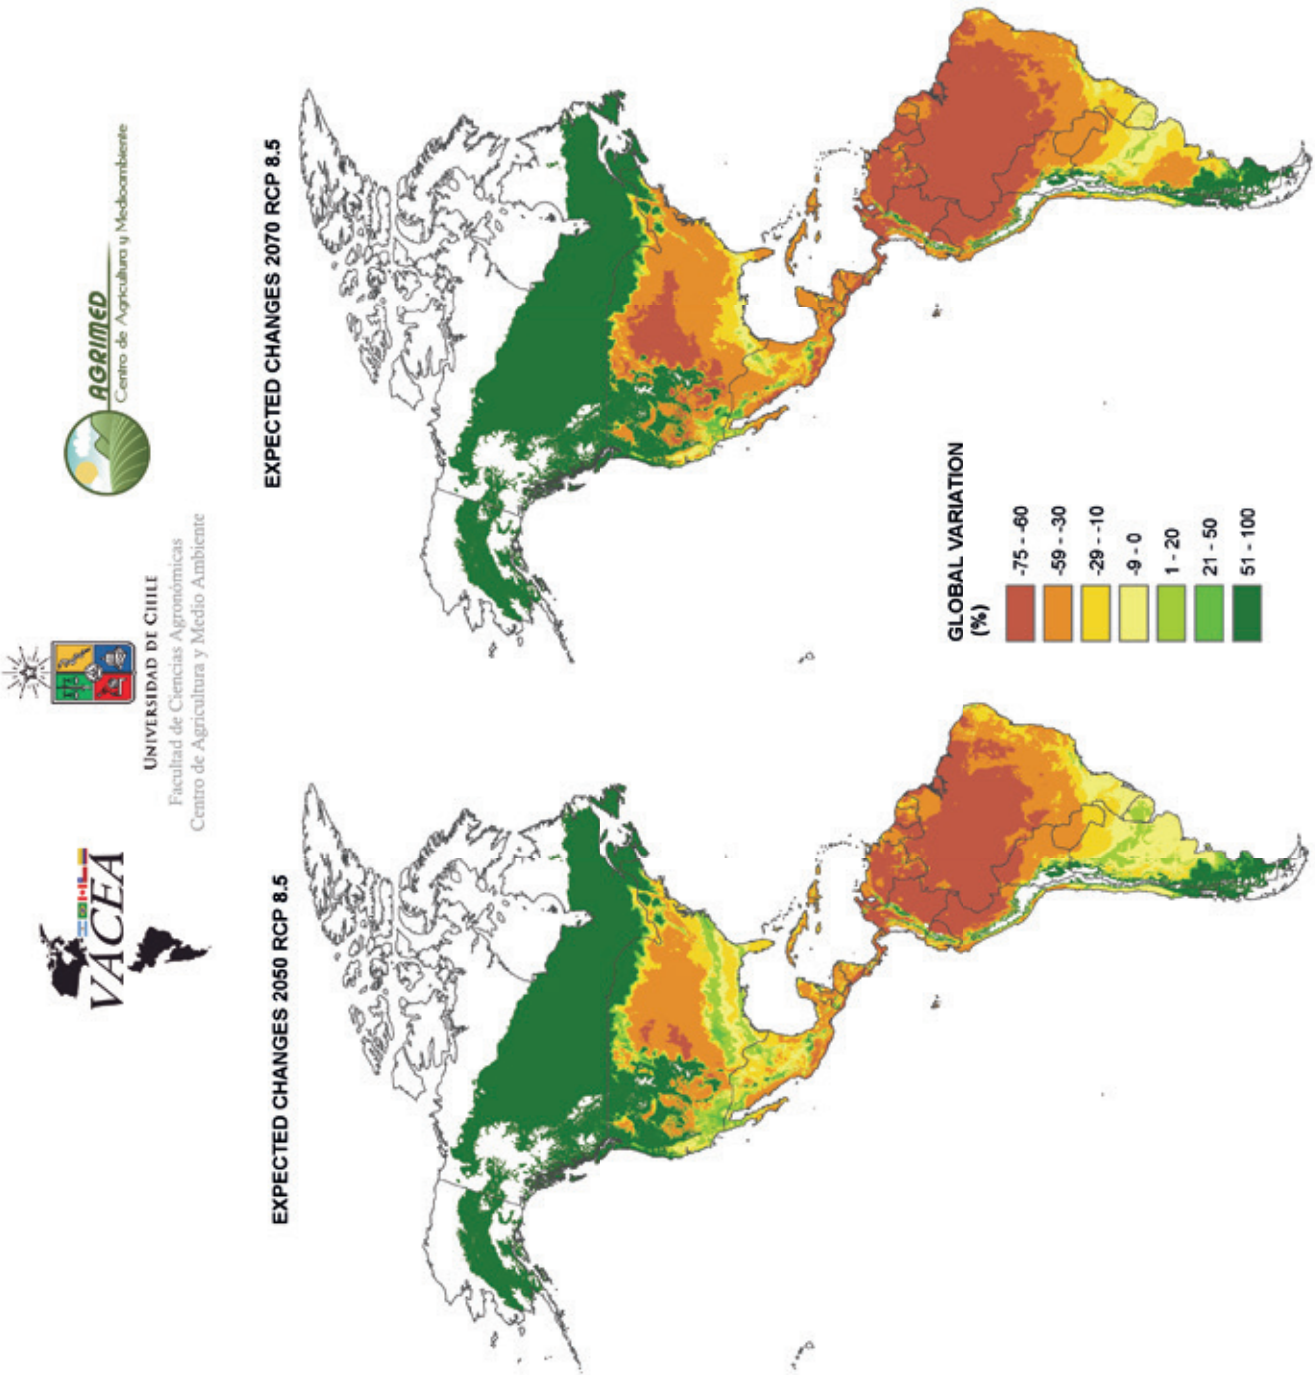 VACEA
UNIVERSIDAD DE CHILE
Facultad de Ciencias Agronómicas
Centro de Agricultura y Medio Ambiente
AGRIMED
Centro de Agricultura y Medioambiente
EXPECTED CHANGES 2050 RCP 8.5
EXPECTED CHANGES 2070 RCP 8.5
GLOBAL VARIATION
(%)
-75 - -60
-59 - -30
-29 - -10
-9 - 0
1 - 20
21 - 50
51 - 100